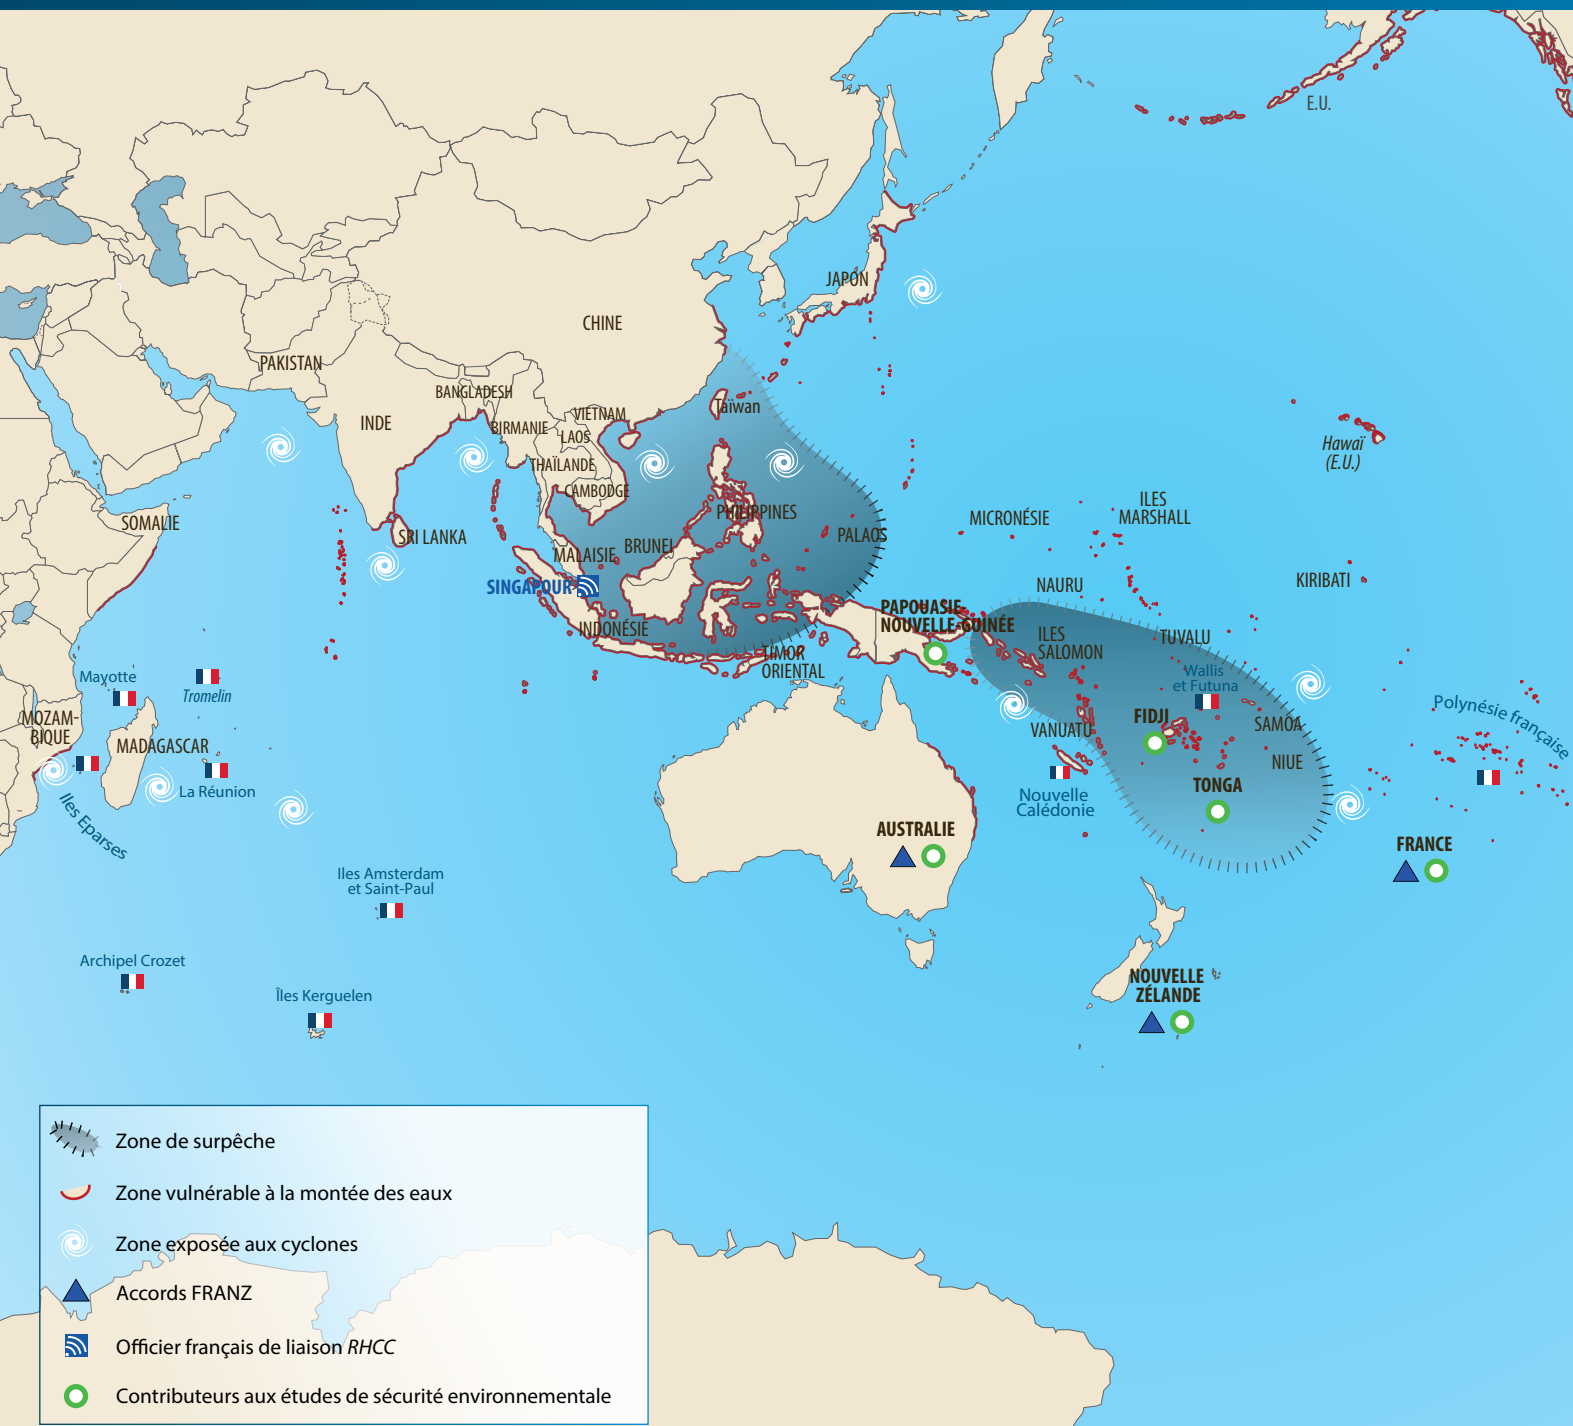 E.U.
JAPON
CHINE
PAKISTAN
BANGLADESH
INDE
VIETNAM
BIRMANIE
LAOS
Taïwan
THAÏLANDE
CAMBODGE
Hawaï
(E.U.)
ILES
MARSHALL
MICRONÉSIE
PHILIPPINES
PALAOS
SOMALIE
SRI LANKA
MALAISIE
BRUNEI
SINGAPOUR
NAURU
KIRIBATI
PAPOUASIE-
NOUVELLE-GUINÉE
INDONÉSIE
ILES
SALOMON
TUVALU
TIMOR
ORIENTAL
Wallis
et Futuna
Mayotte
Tromelin
Polynésie française
MOZAM-
BIQUE
MADAGASCAR
FIDJI
VANUATU
SAMOA
NIUE
La Réunion
Iles Eparses
TONGA
Nouvelle
Calédonie
AUSTRALIE
FRANCE
Iles Amsterdam
et Saint-Paul
Archipel Crozet
Îles Kerguelen
NOUVELLE
ZÉLANDE
Zone de surpêche
Zone vulnérable à la montée des eaux
Zone exposée aux cyclones
Accords FRANZ
Officier français de liaison RHCC
Contributeurs aux études de sécurité environnementale